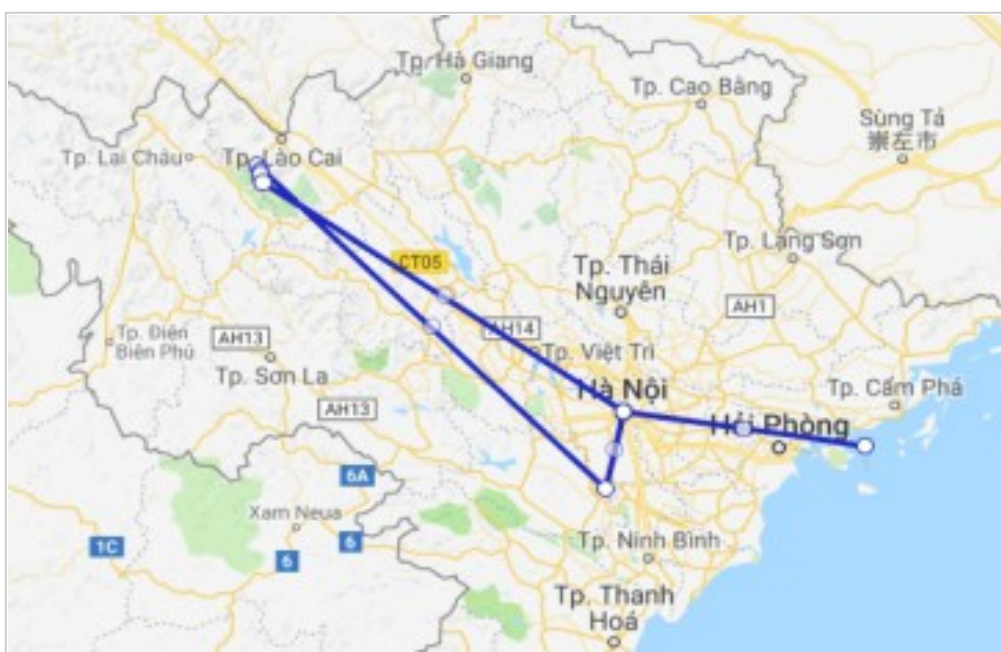 Tp. Hà Giang
Tp. Cao Bằng
Sùng Tả
崇左市
Tp. Lai Châu
Tp. Lào Cai
Tp. Lạng Sơn
CT05
Tp. Thái
Nguyên
AH1
Tp. Điện
Biên Phủ
AH13
AH14
Tp. Việt Trì
Tp. Sơn La
Hà Nội
Tp. Cẩm Phả
AH13
Hải Phòng
6A
Xam Neua
1C
6
6
Tp. Ninh Bình
Tp. Thanh
Hoá